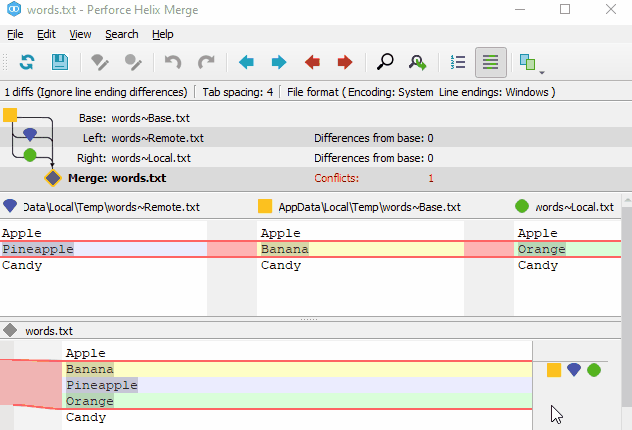 words.txt - Perforce Helix Merge
File Edit View Search Help
1 diffs (Ignore line ending differences) Tab spacing: 4 File format ( Encoding: System Line endings: Windows )
Base: words~Base.txt
Left: words~Remote.txt Differences from base: 0
Right: words~Local.txt Differences from base: 0
Merge: words.txt Conflicts: 1
Data\Local\Temp\words~Remote.txt AppData\Local\Temp\words~Base.txt words~Local.txt
Apple Apple Apple
Pineapple Banana Orange
Candy Candy Candy
words.txt
Apple
Banana
Pineapple
Orange
Candy